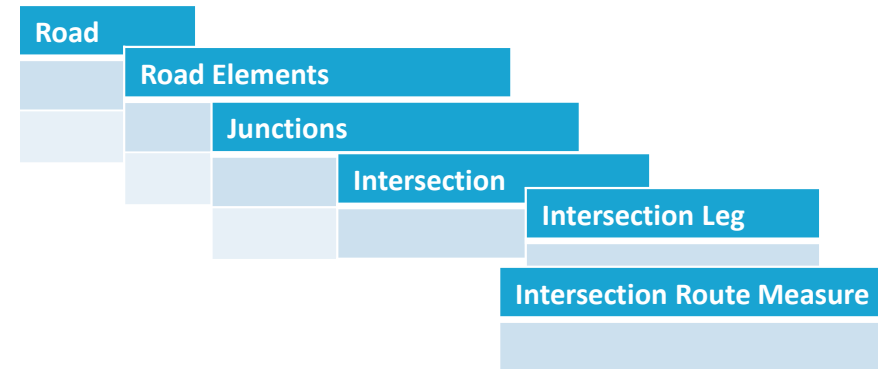 Road
Road Elements
Junctions
Intersection
Intersection Leg
Intersection Route Measure